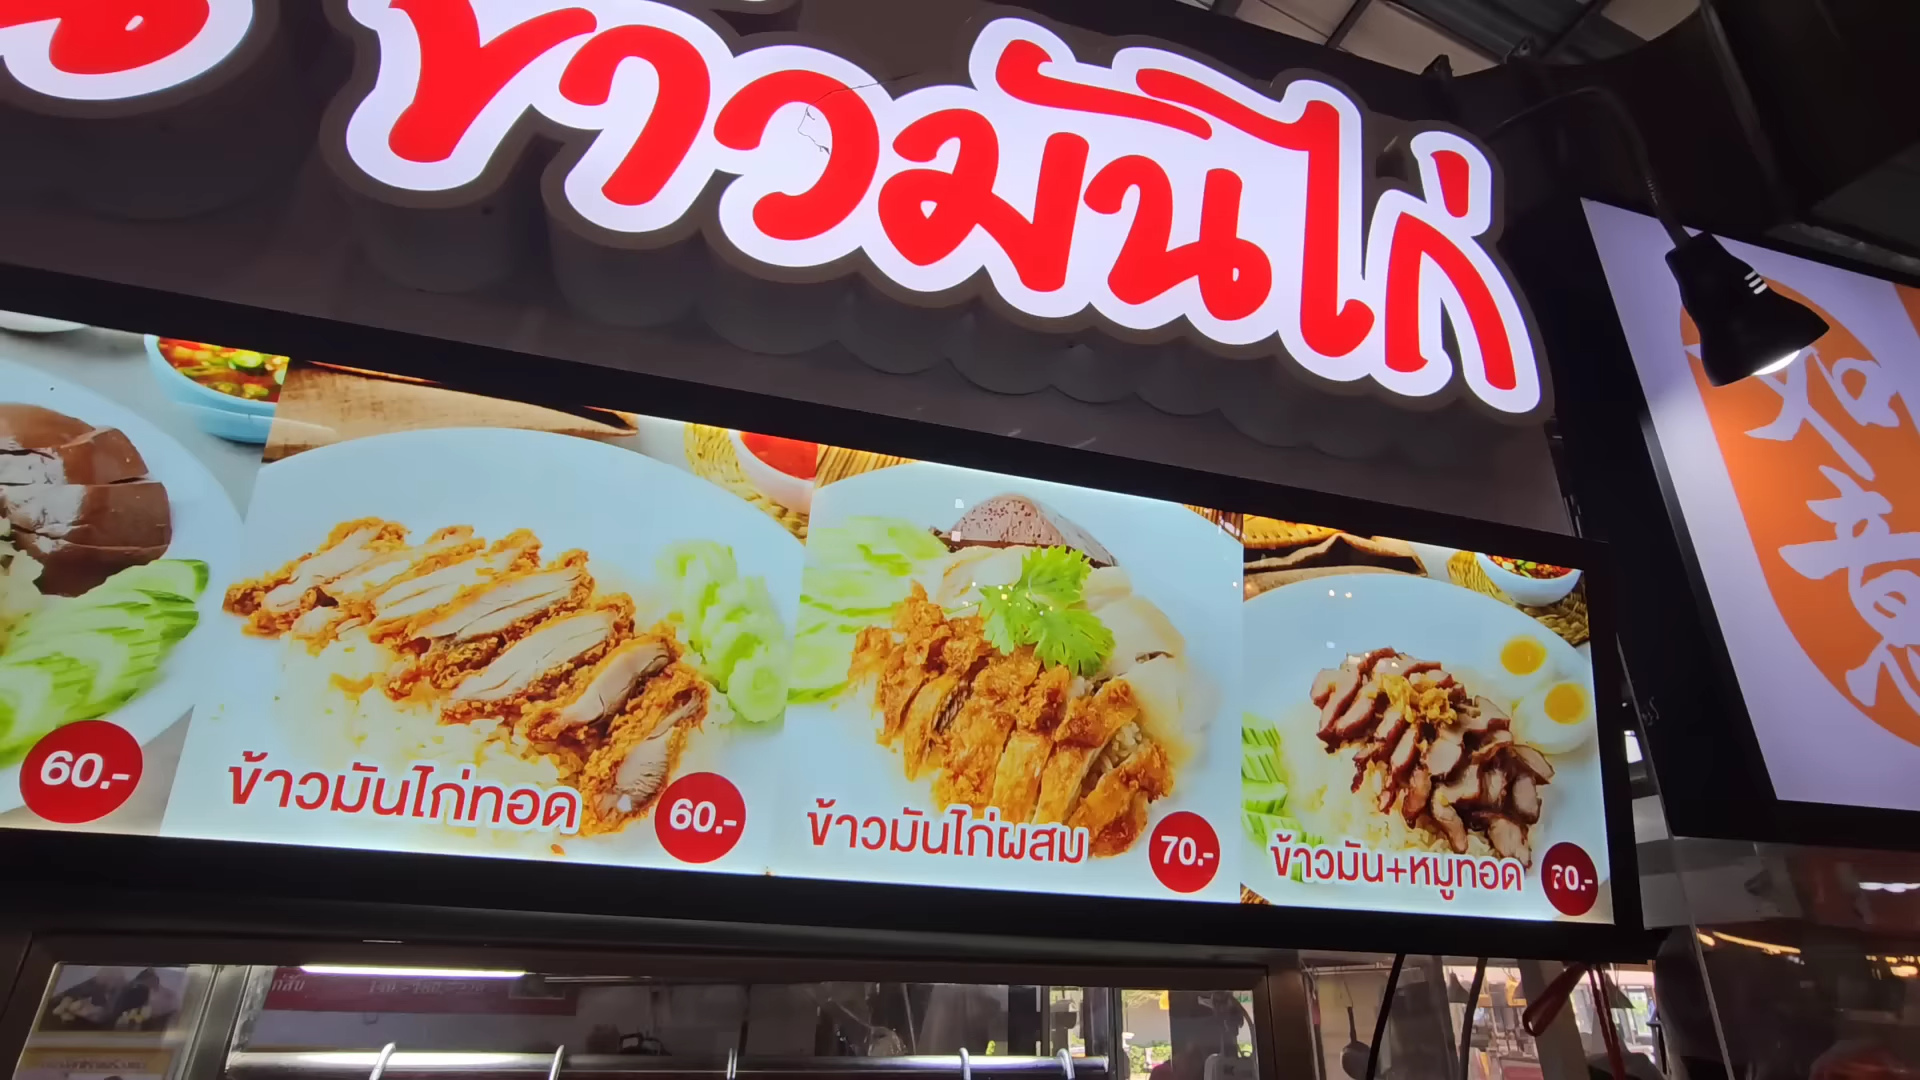 ข้าวมันไก่
60.-
ข้าวมันไก่ทอด
60.-
ข้าวมันไก่ผสม
70.-
ข้าวมัน+หมูทอด
如意